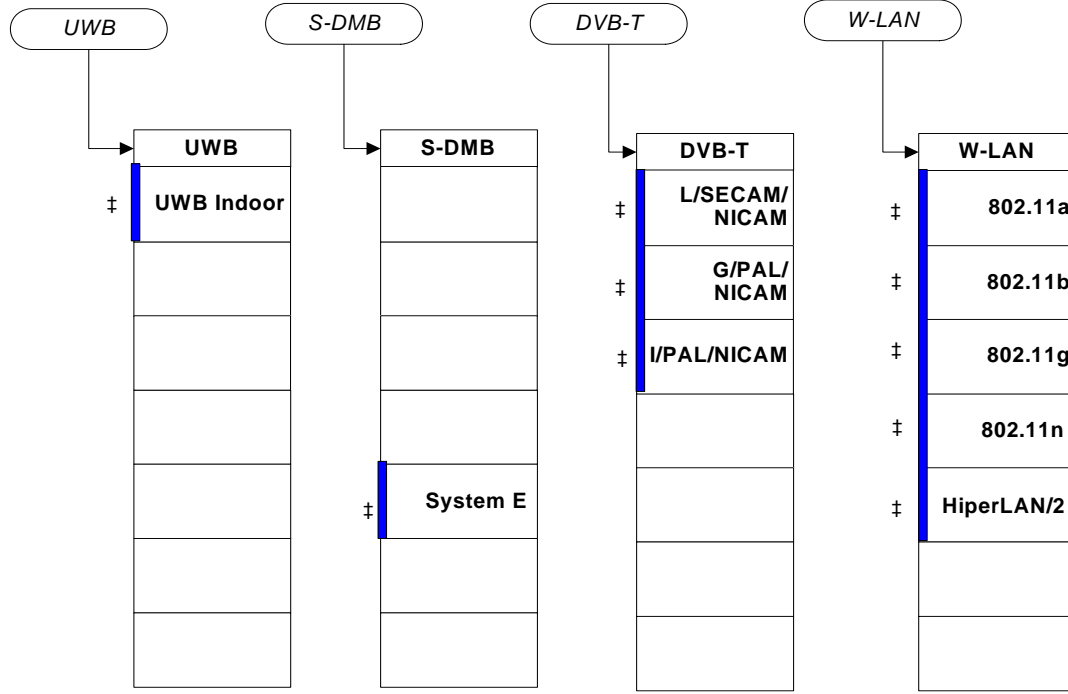 UWB
S-DMB
DVB-T
W-LAN
UWB
S-DMB
DVB-T
W-LAN
‡
UWB Indoor
‡
L/SECAM/
NICAM
‡
802.11a
‡
G/PAL/
NICAM
‡
802.11b
‡
I/PAL/NICAM
‡
802.11g
‡
802.11n
‡
System E
‡
HiperLAN/2